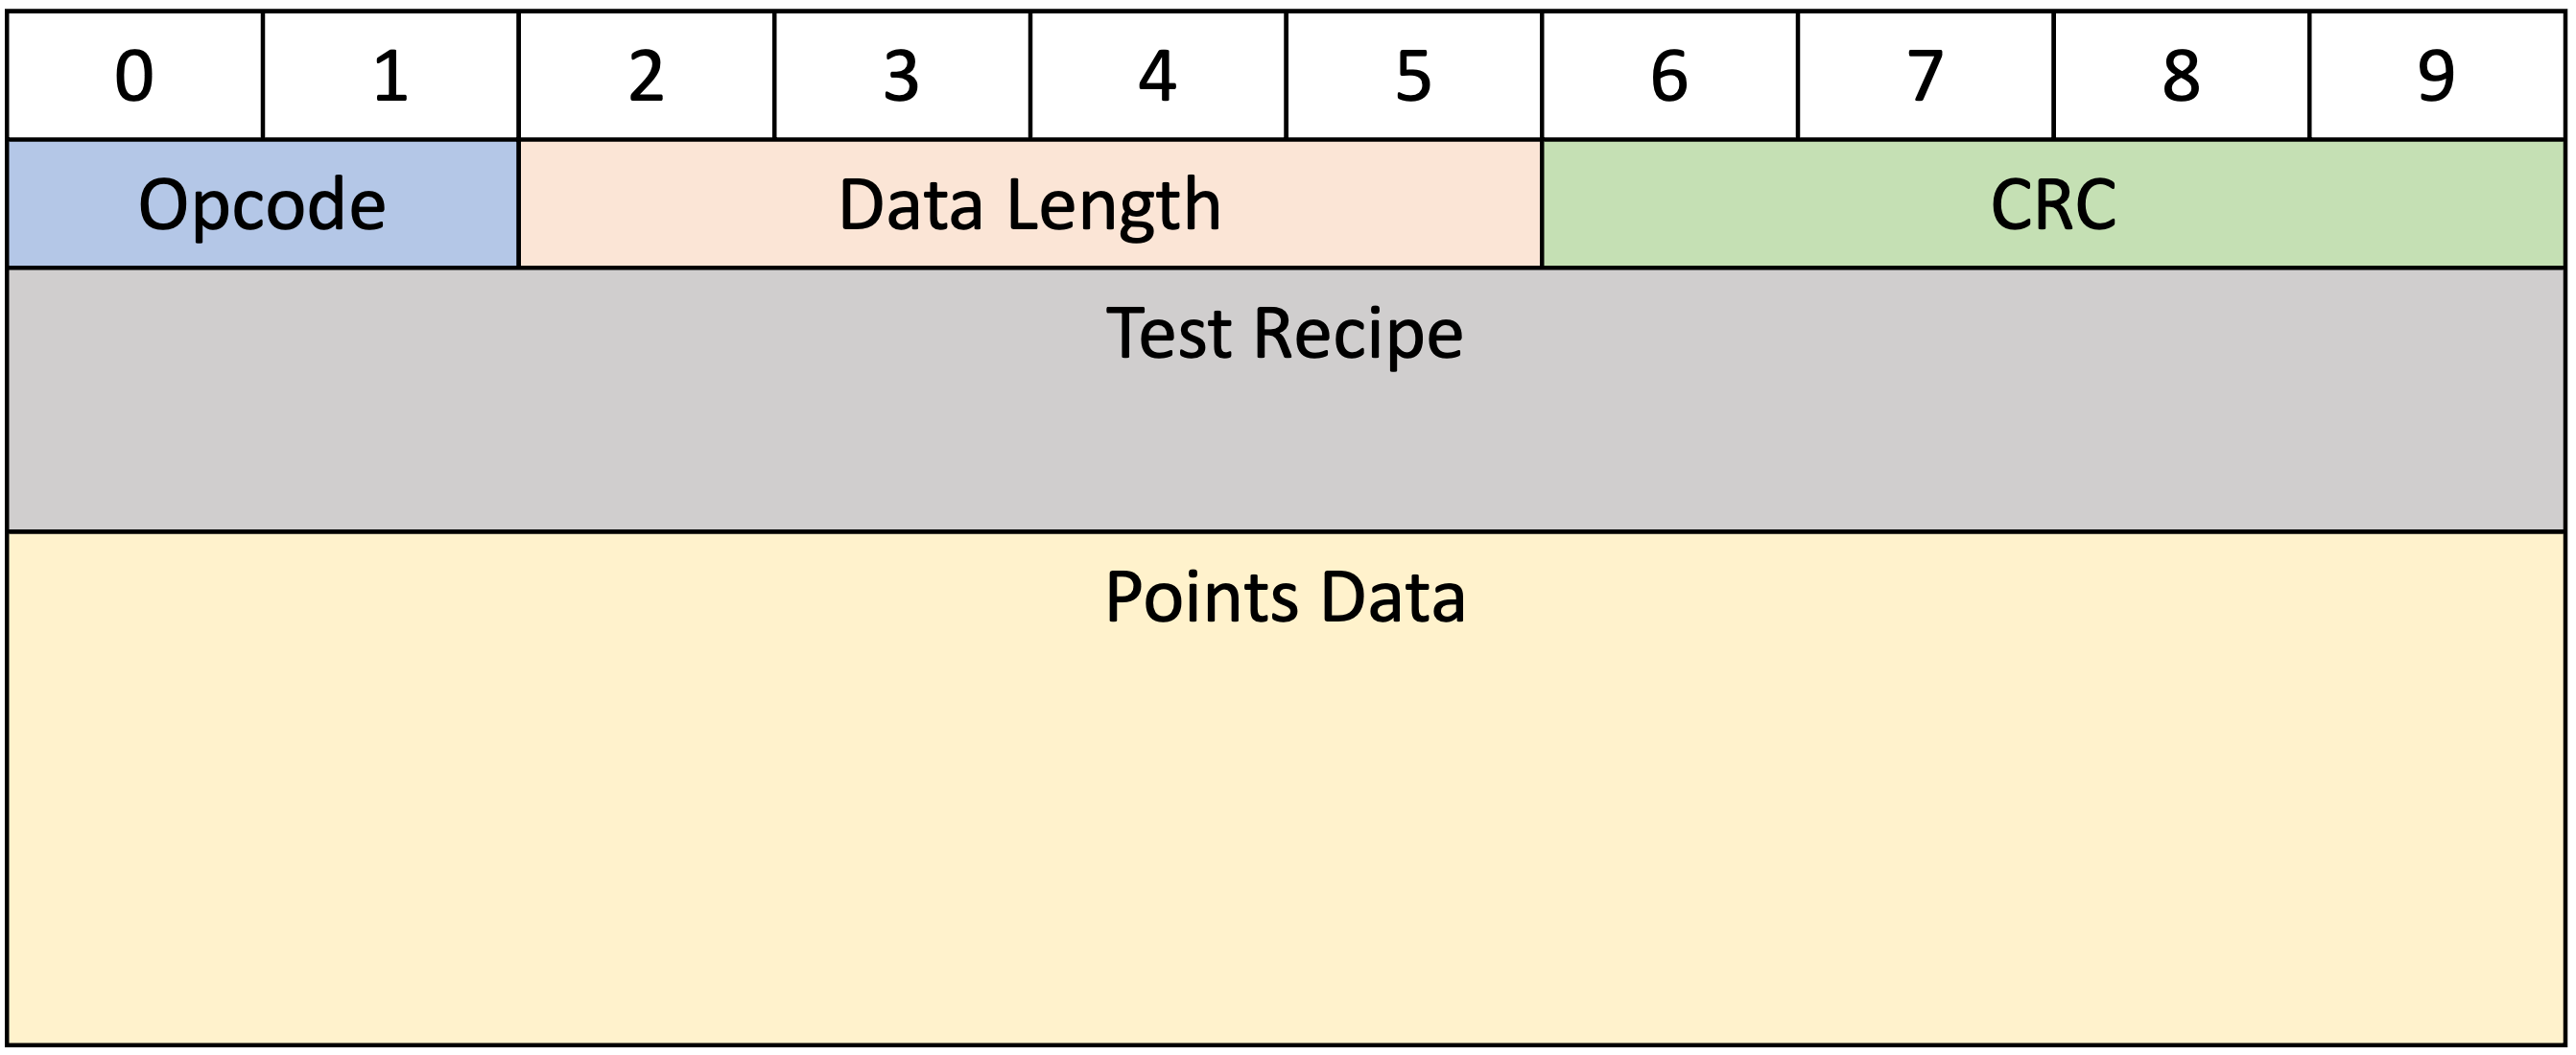 0 1 2 3 4 5 6 7 8 9
Opcode Data Length CRC
Test Recipe
Points Data